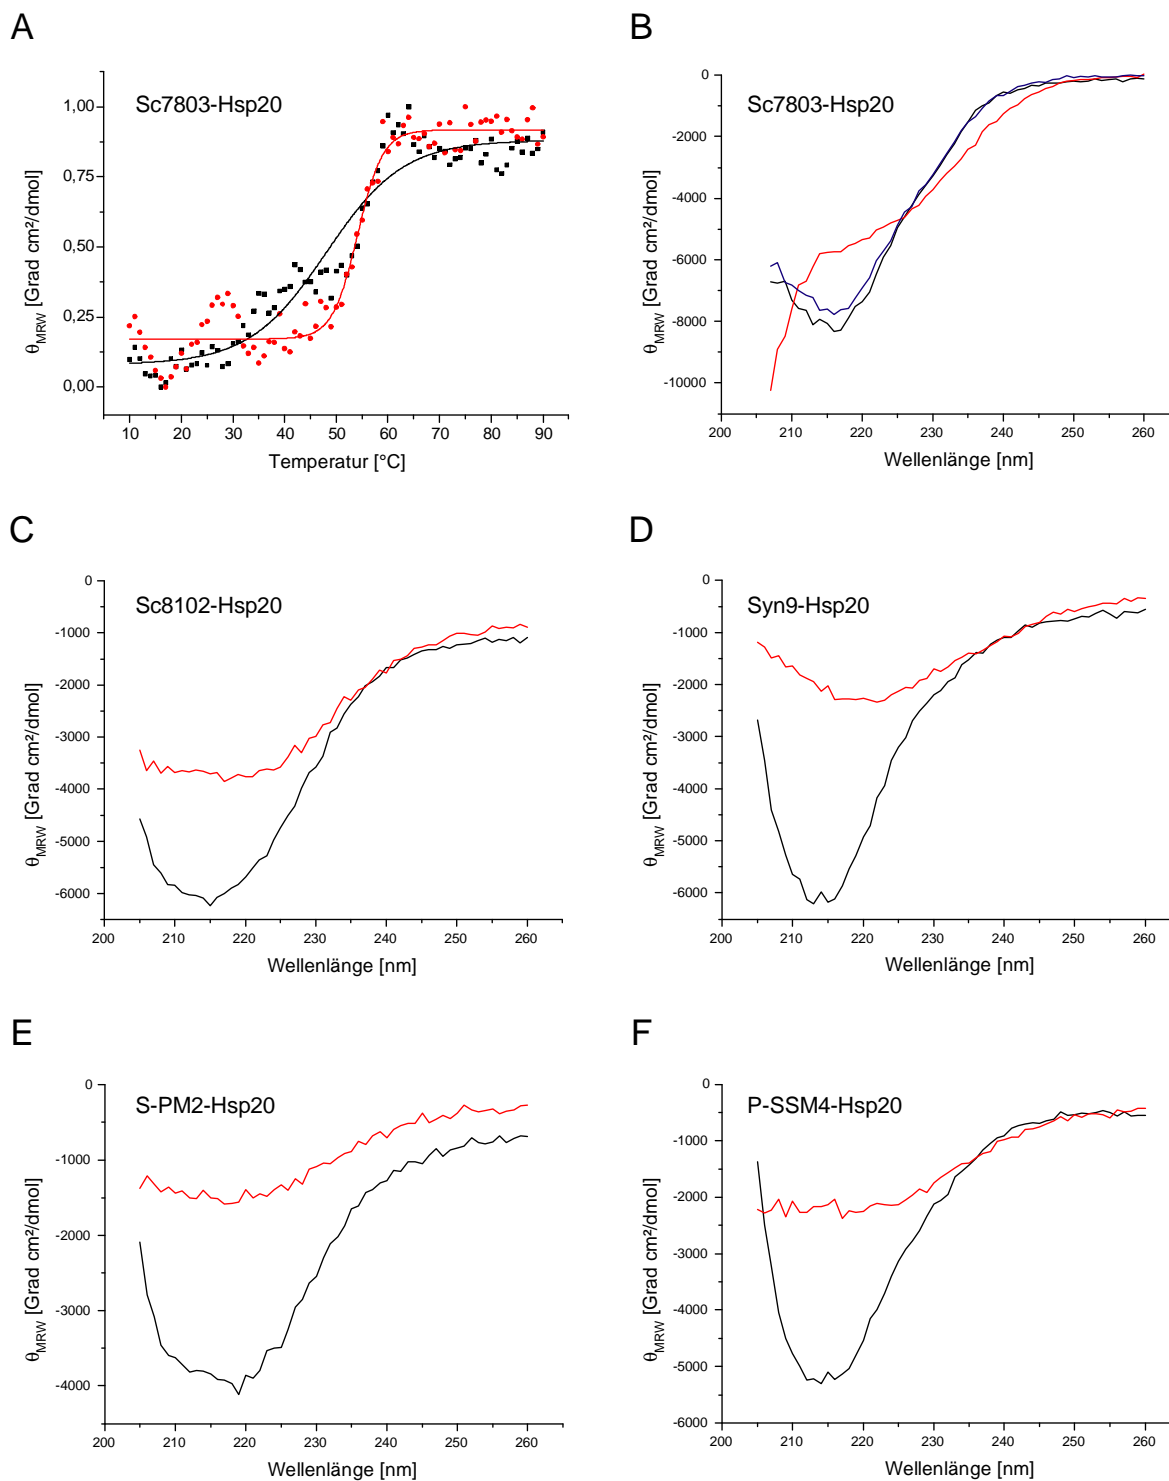 A
Sc7803-Hsp20
1,00
0,75
0,50
0,25
0,00
θMRW [Grad cm²/dmol]
10 20 30 40 50 60 70 80 90
Temperatur [°C]
B
Sc7803-Hsp20
0
-2000
-4000
-6000
-8000
-10000
θMRW [Grad cm²/dmol]
200 210 220 230 240 250 260
Wellenlänge [nm]
C
Sc8102-Hsp20
0
-1000
-2000
-3000
-4000
-5000
-6000
θMRW [Grad cm²/dmol]
200 210 220 230 240 250 260
Wellenlänge [nm]
D
Syn9-Hsp20
0
-1000
-2000
-3000
-4000
-5000
-6000
θMRW [Grad cm²/dmol]
200 210 220 230 240 250 260
Wellenlänge [nm]
E
S-PM2-Hsp20
0
-1000
-2000
-3000
-4000
θMRW [Grad cm²/dmol]
200 210 220 230 240 250 260
Wellenlänge [nm]
F
P-SSM4-Hsp20
0
-1000
-2000
-3000
-4000
-5000
-6000
θMRW [Grad cm²/dmol]
200 210 220 230 240 250 260
Wellenlänge [nm]